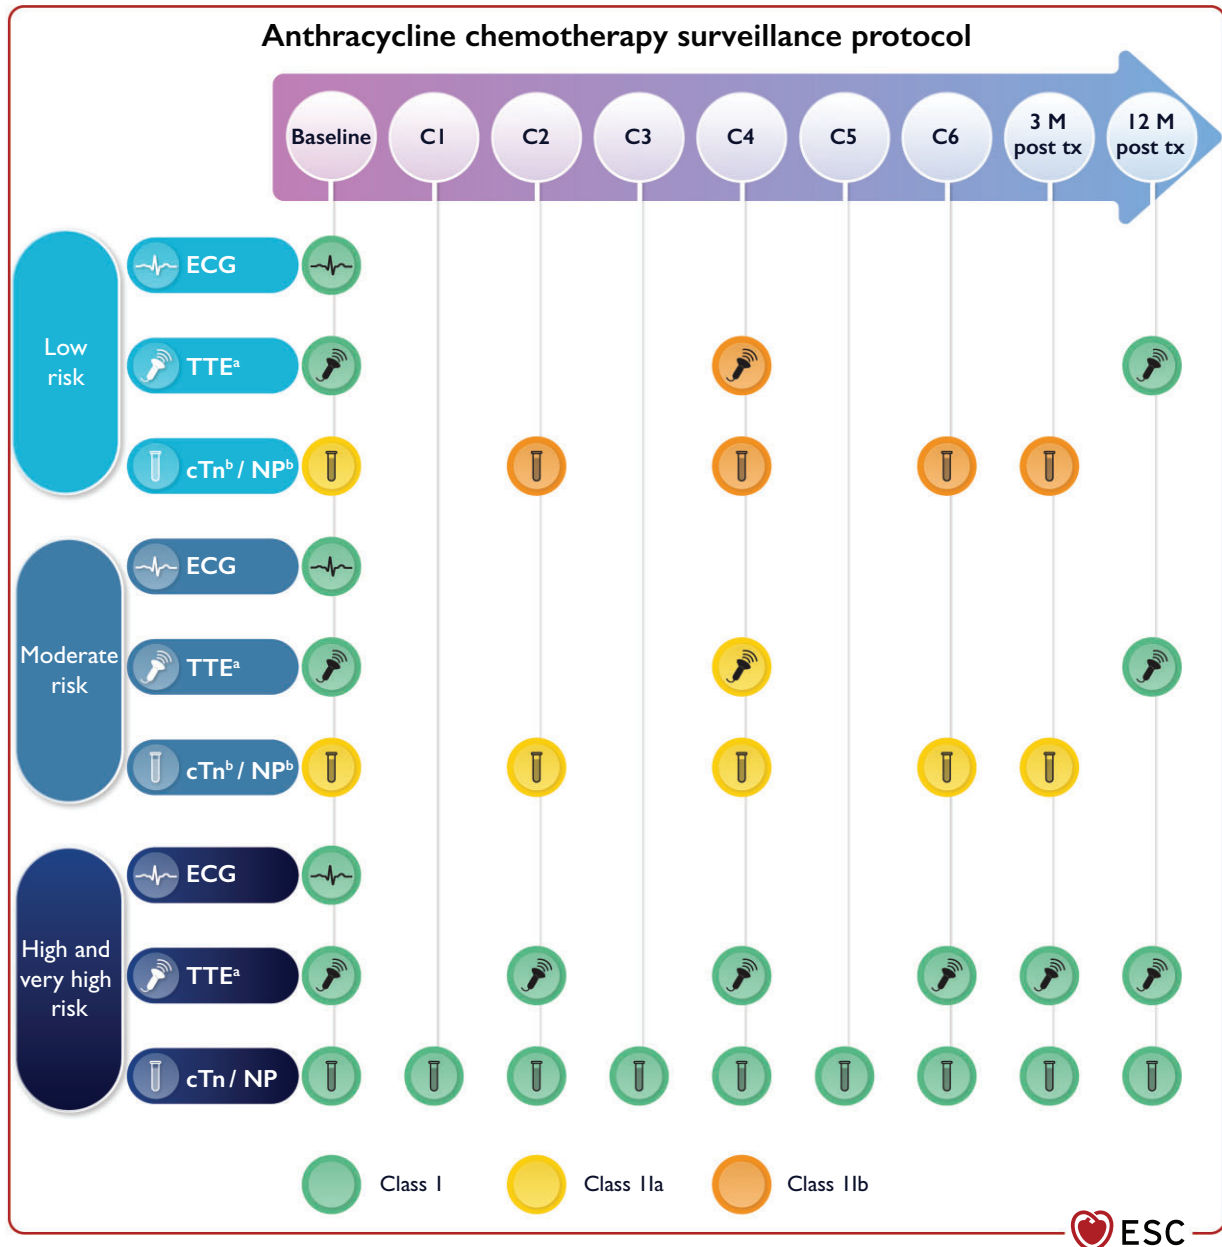 Anthracycline chemotherapy surveillance protocol
Baseline
C1
C2
C3
C4
C5
C6
3 M
post tx
12 M
post tx
Low
risk
ECG
TTEᵃ
cTnᵇ / NPᵇ
Moderate
risk
ECG
TTEᵃ
cTnᵇ / NPᵇ
High and
very high
risk
ECG
TTEᵃ
cTn / NP
Class I
Class IIa
Class IIb
ESC